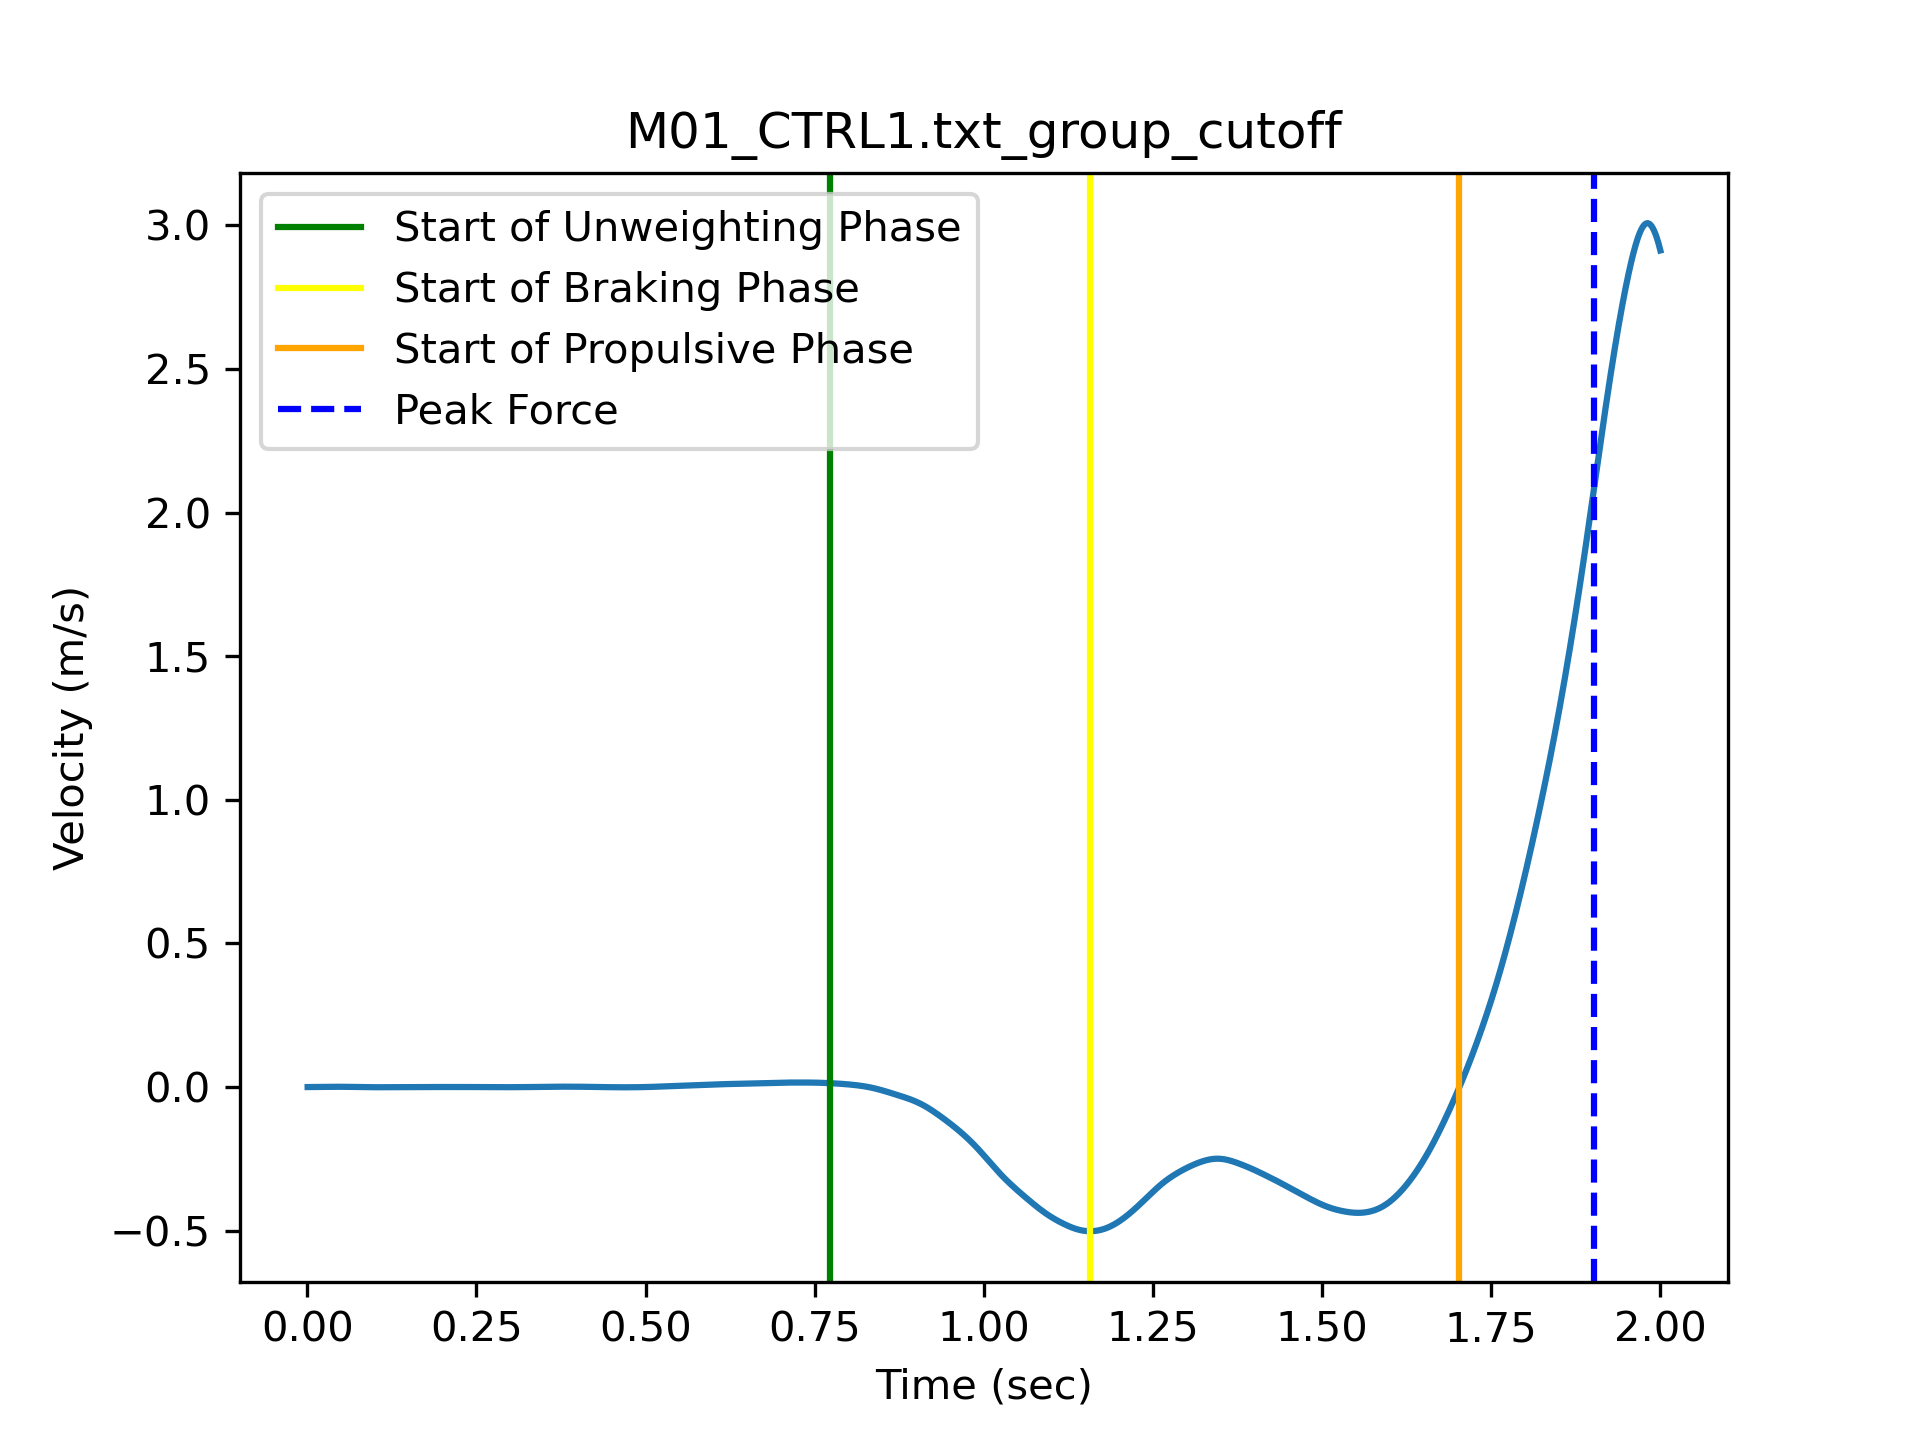 M01_CTRL1.txt_group_cutoff
Start of Unweighting Phase
Start of Braking Phase
Start of Propulsive Phase
Peak Force
3.0
2.5
2.0
1.5
1.0
0.5
0.0
−0.5
Velocity (m/s)
0.00 0.25 0.50 0.75 1.00 1.25 1.50 1.75 2.00
Time (sec)